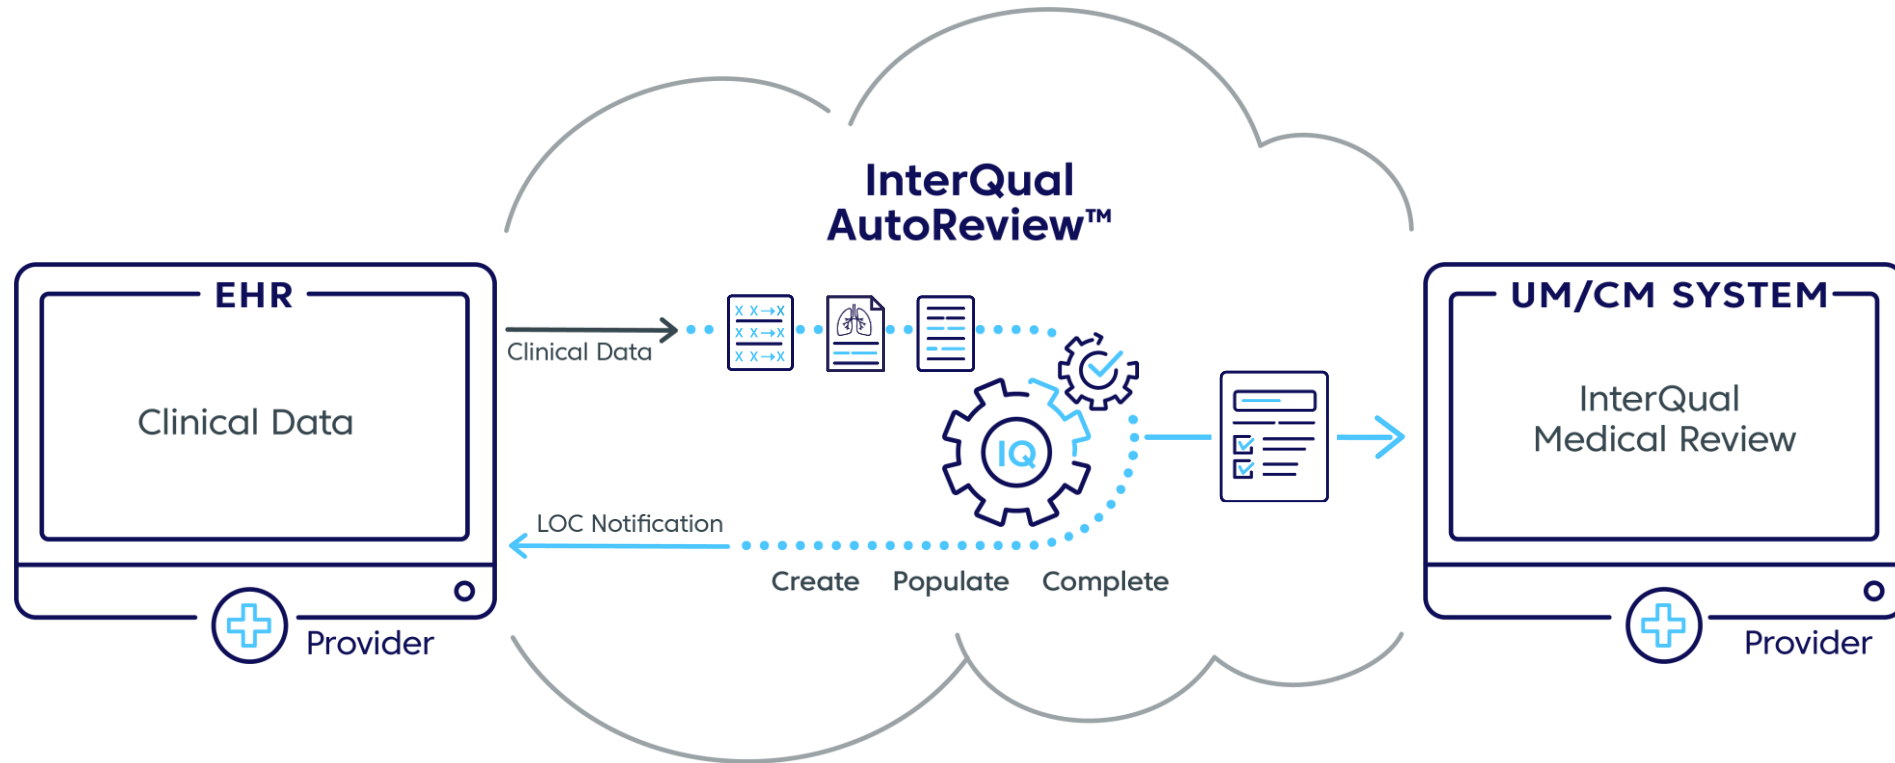 InterQual
AutoReview™
EHR
Clinical Data
Clinical Data
x x→x
x x→x
x x→x
IQ
LOC Notification
Create Populate Complete
Provider
UM/CM SYSTEM
InterQual
Medical Review
Provider